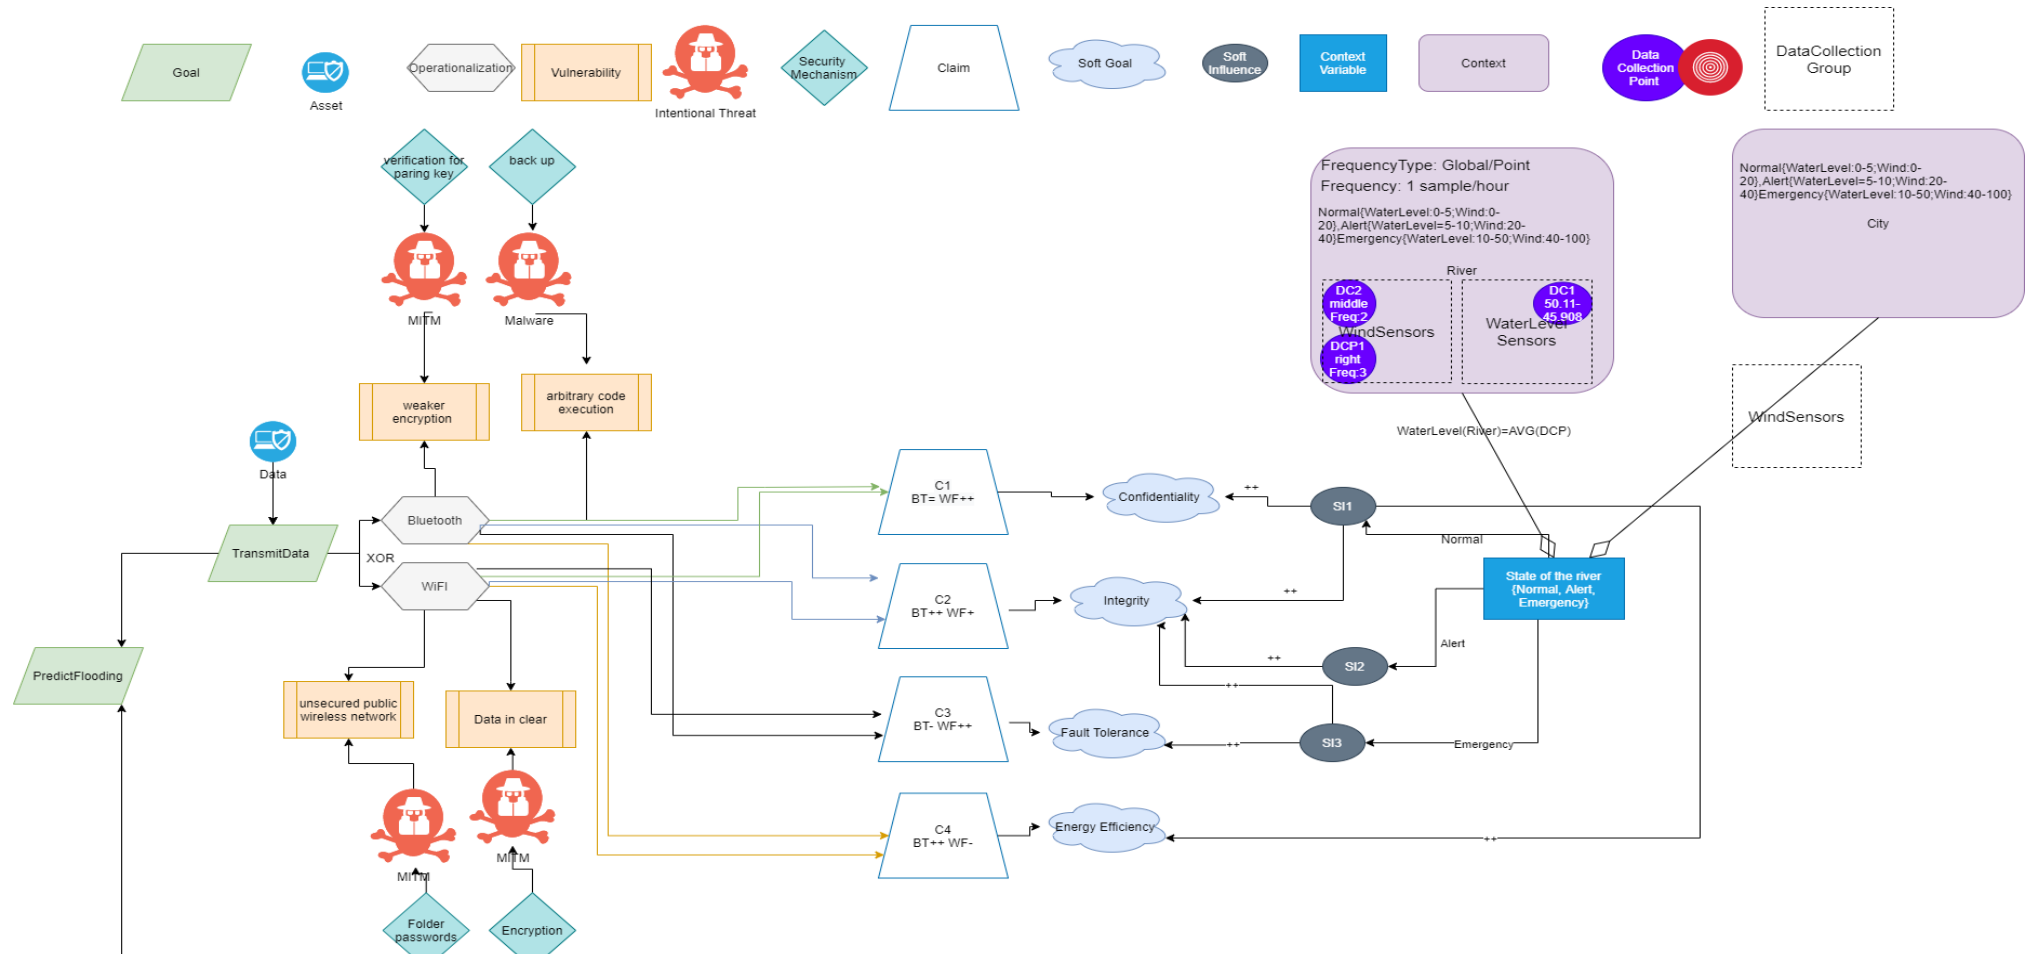 Goal
Asset
Operationalization
Vulnerability
Intentional Threat
Security
Mechanism
Claim
Soft Goal
Soft
Influence
Context
Variable
Context
Data
Collection
Point
DataCollection
Group
verification for
paring key
back up
MITM
Malware
weaker
encryption
arbitrary code
execution
Data
TransmitData
Bluetooth
XOR
WiFI
PredictFlooding
unsecured public
wireless network
Data in clear
MITM
MITM
Folder
passwords
Encryption
C1
BT= WF++
C2
BT++ WF+
C3
BT- WF++
C4
BT++ WF-
Confidentiality
Integrity
Fault Tolerance
Energy Efficiency
++
++
++
++
++
++
SI1
SI2
SI3
Normal
Alert
Emergency
State of the river
{Normal, Alert,
Emergency}
FrequencyType: Global/Point
Frequency: 1 sample/hour
Normal{WaterLevel:0-5;Wind:0-
20},Alert{WaterLevel=5-10;Wind:20-
40}Emergency{WaterLevel:10-50;Wind:40-100}
River
DC2
middle
Freq:2
WindSensors
DCP1
right
Freq:3
DC1
50.11-
45.908
WaterLevel
Sensors
WaterLevel(River)=AVG(DCP)
Normal{WaterLevel:0-5;Wind:0-
20},Alert{WaterLevel=5-10;Wind:20-
40}Emergency{WaterLevel:10-50;Wind:40-100}
City
WindSensors